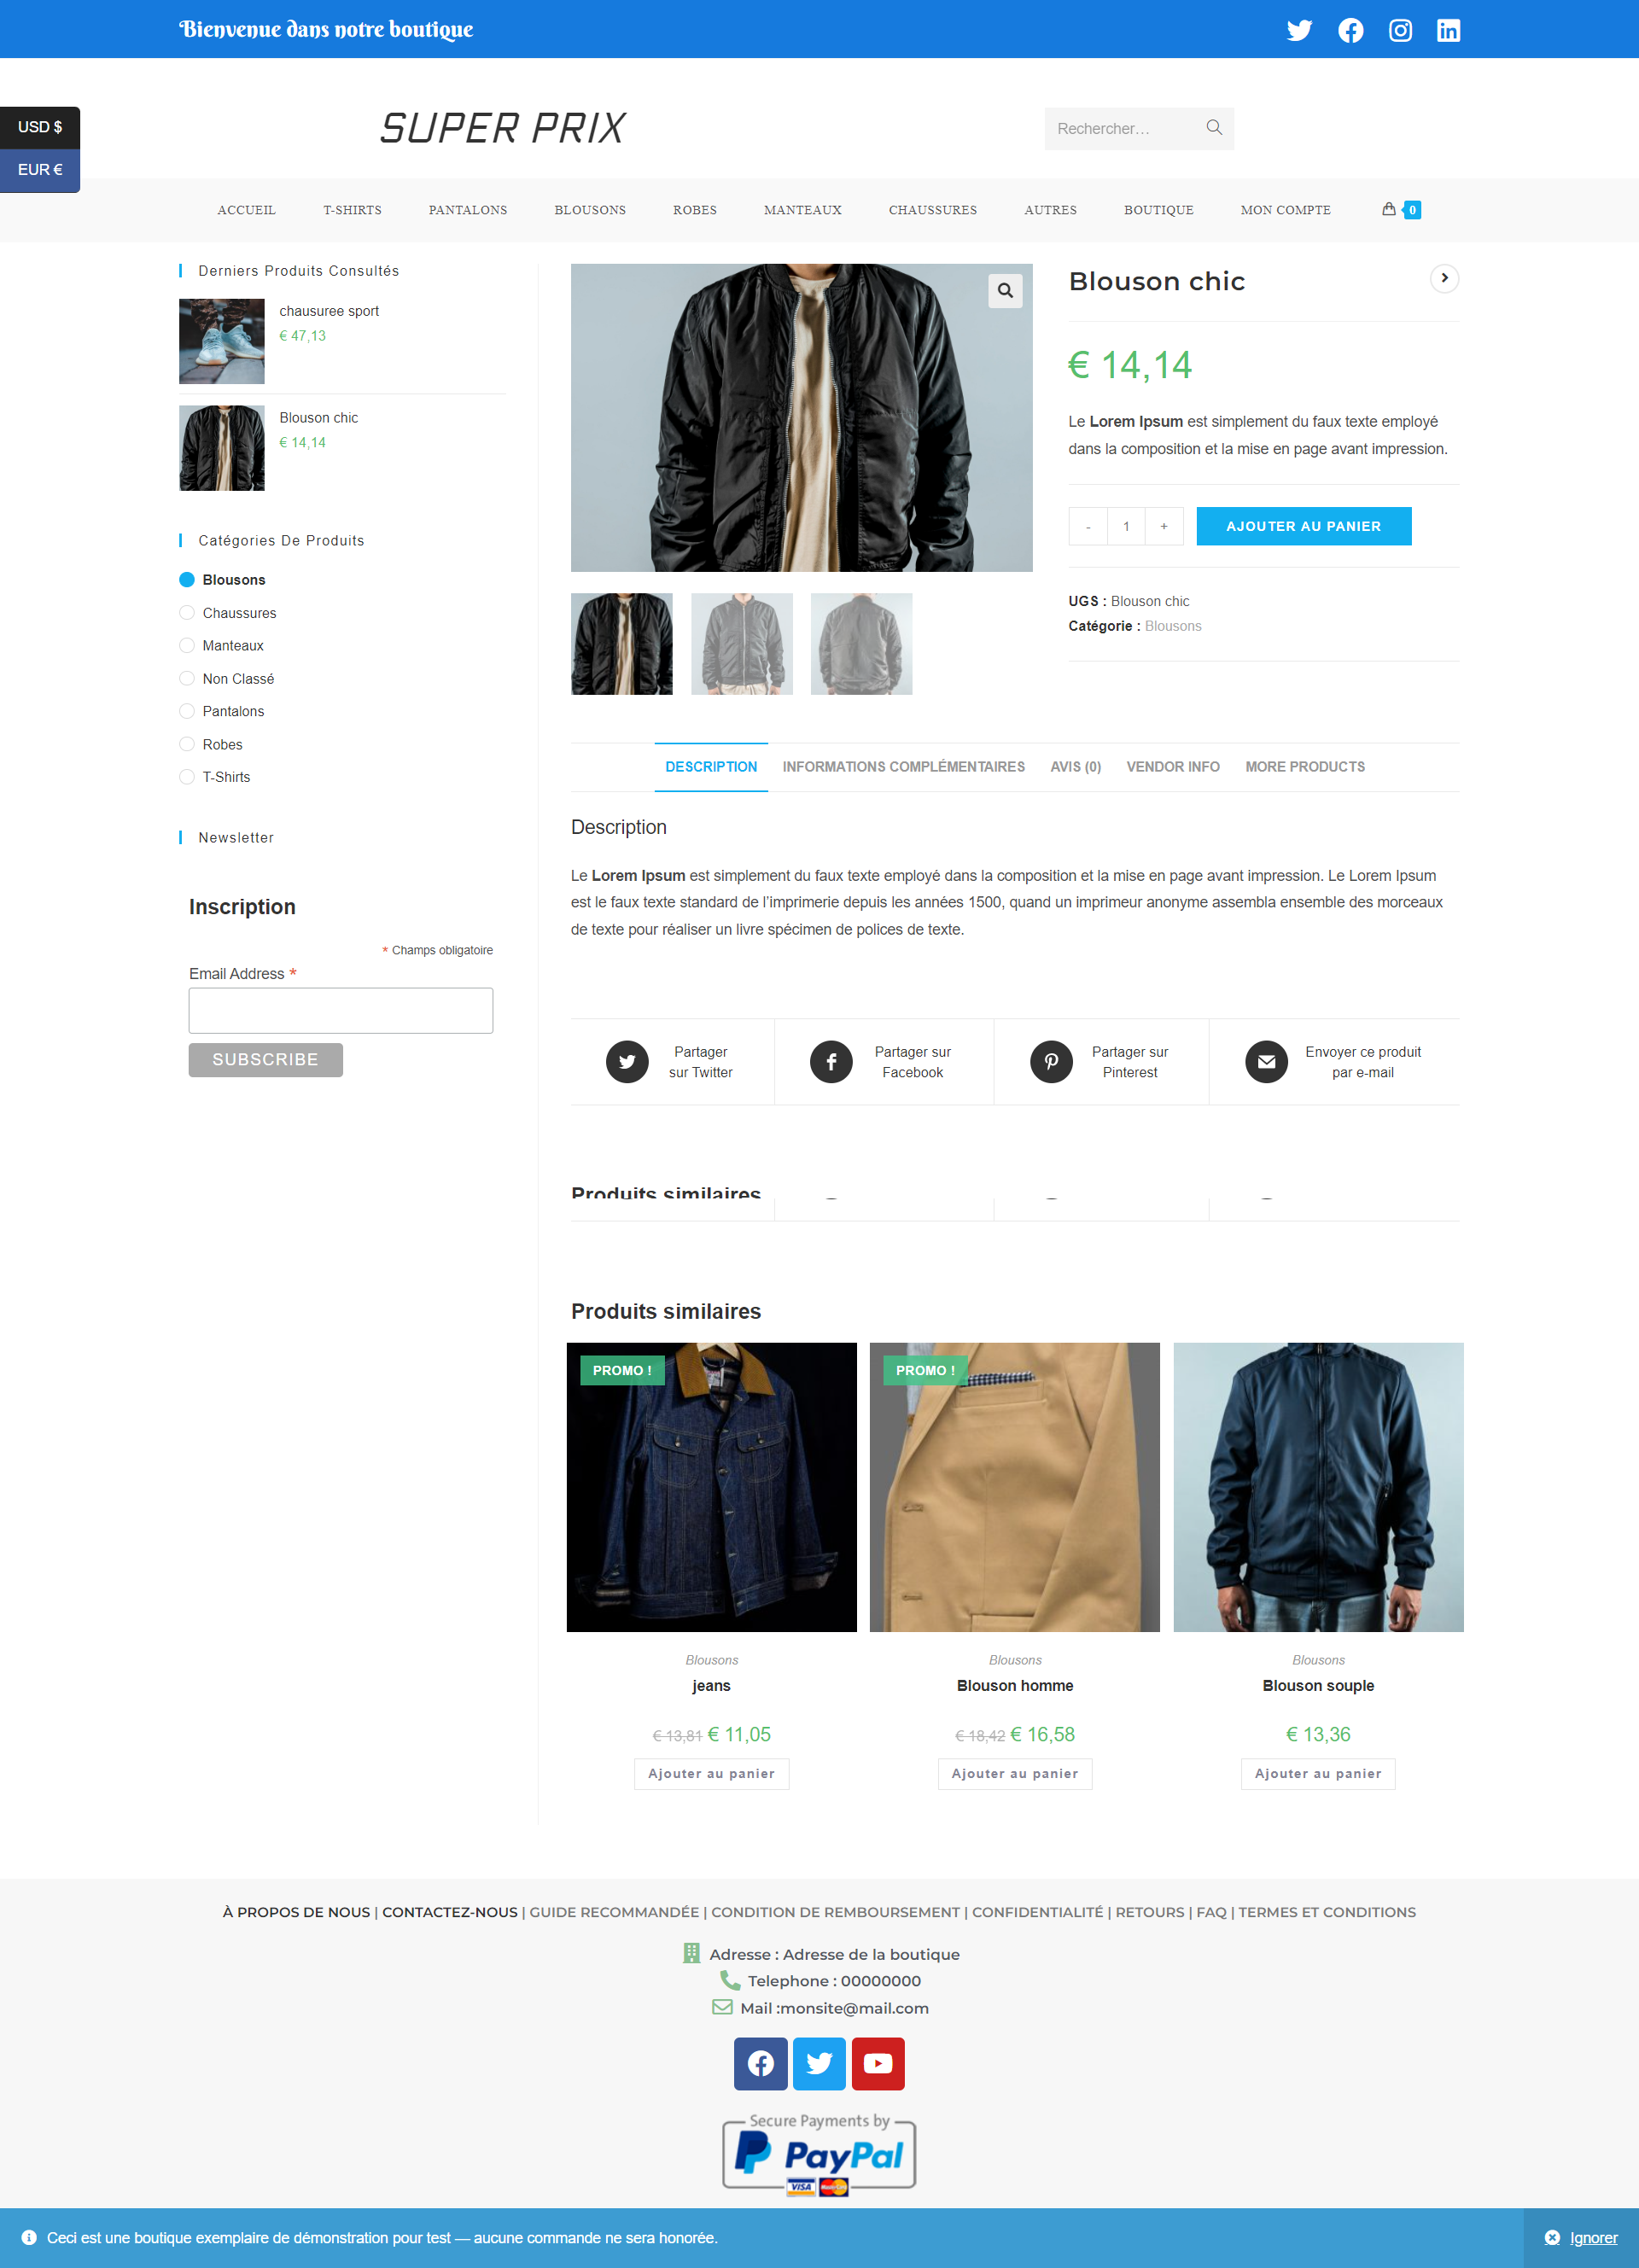 Bienvenue dans notre boutique
USD $
EUR €
SUPER PRIX
Rechercher…
ACCUEIL T-SHIRTS PANTALONS BLOUSONS ROBES MANTEAUX CHAUSSURES AUTRES BOUTIQUE MON COMPTE 0
Derniers Produits Consultés
chausuree sport
€ 47,13
Blouson chic
€ 14,14
Catégories De Produits
Blousons
Chaussures
Manteaux
Non Classé
Pantalons
Robes
T-Shirts
Newsletter
Inscription
* Champs obligatoire
Email Address *
SUBSCRIBE
Blouson chic
€ 14,14
Le Lorem Ipsum est simplement du faux texte employé
dans la composition et la mise en page avant impression.
- 1 + AJOUTER AU PANIER
UGS : Blouson chic
Catégorie : Blousons
DESCRIPTION INFORMATIONS COMPLÉMENTAIRES AVIS (0) VENDOR INFO MORE PRODUCTS
Description
Le Lorem Ipsum est simplement du faux texte employé dans la composition et la mise en page avant impression. Le Lorem Ipsum
est le faux texte standard de l’imprimerie depuis les années 1500, quand un imprimeur anonyme assembla ensemble des morceaux
de texte pour réaliser un livre spécimen de polices de texte.
Partager
sur Twitter
Partager sur
Facebook
Partager sur
Pinterest
Envoyer ce produit
par e-mail
Produits similaires
Produits similaires
PROMO !
Blousons
jeans
€ 13,81 € 11,05
Ajouter au panier
PROMO !
Blousons
Blouson homme
€ 18,42 € 16,58
Ajouter au panier
Blousons
Blouson souple
€ 13,36
Ajouter au panier
À PROPOS DE NOUS | CONTACTEZ-NOUS | GUIDE RECOMMANDÉE | CONDITION DE REMBOURSEMENT | CONFIDENTIALITÉ | RETOURS | FAQ | TERMES ET CONDITIONS
Adresse : Adresse de la boutique
Telephone : 00000000
Mail :monsite@mail.com
Secure Payments by
PayPal
VISA MasterCard
Ceci est une boutique exemplaire de démonstration pour test — aucune commande ne sera honorée.
Ignorer